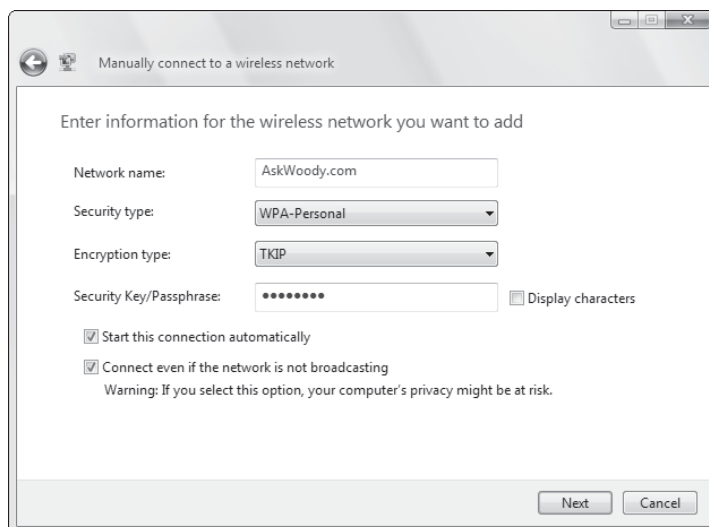 Manually connect to a wireless network
Enter information for the wireless network you want to add
Network name: AskWoody.com
Security type: WPA-Personal
Encryption type: TKIP
Security Key/Passphrase: •••••••• Display characters
Start this connection automatically
Connect even if the network is not broadcasting
Warning: If you select this option, your computer's privacy might be at risk.
Next Cancel